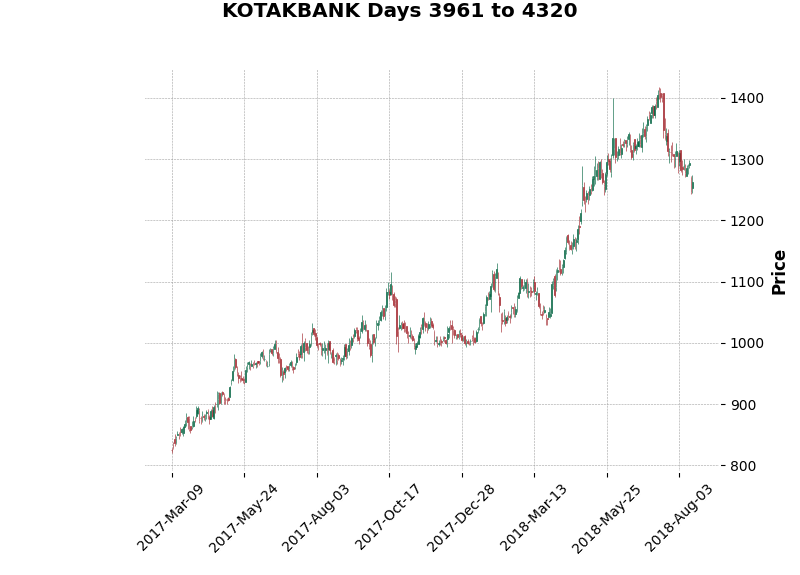 KOTAKBANK Days 3961 to 4320
1400
1300
1200
1100
1000
900
800
Price
2017-Mar-09
2017-May-24
2017-Aug-03
2017-Oct-17
2017-Dec-28
2018-Mar-13
2018-May-25
2018-Aug-03